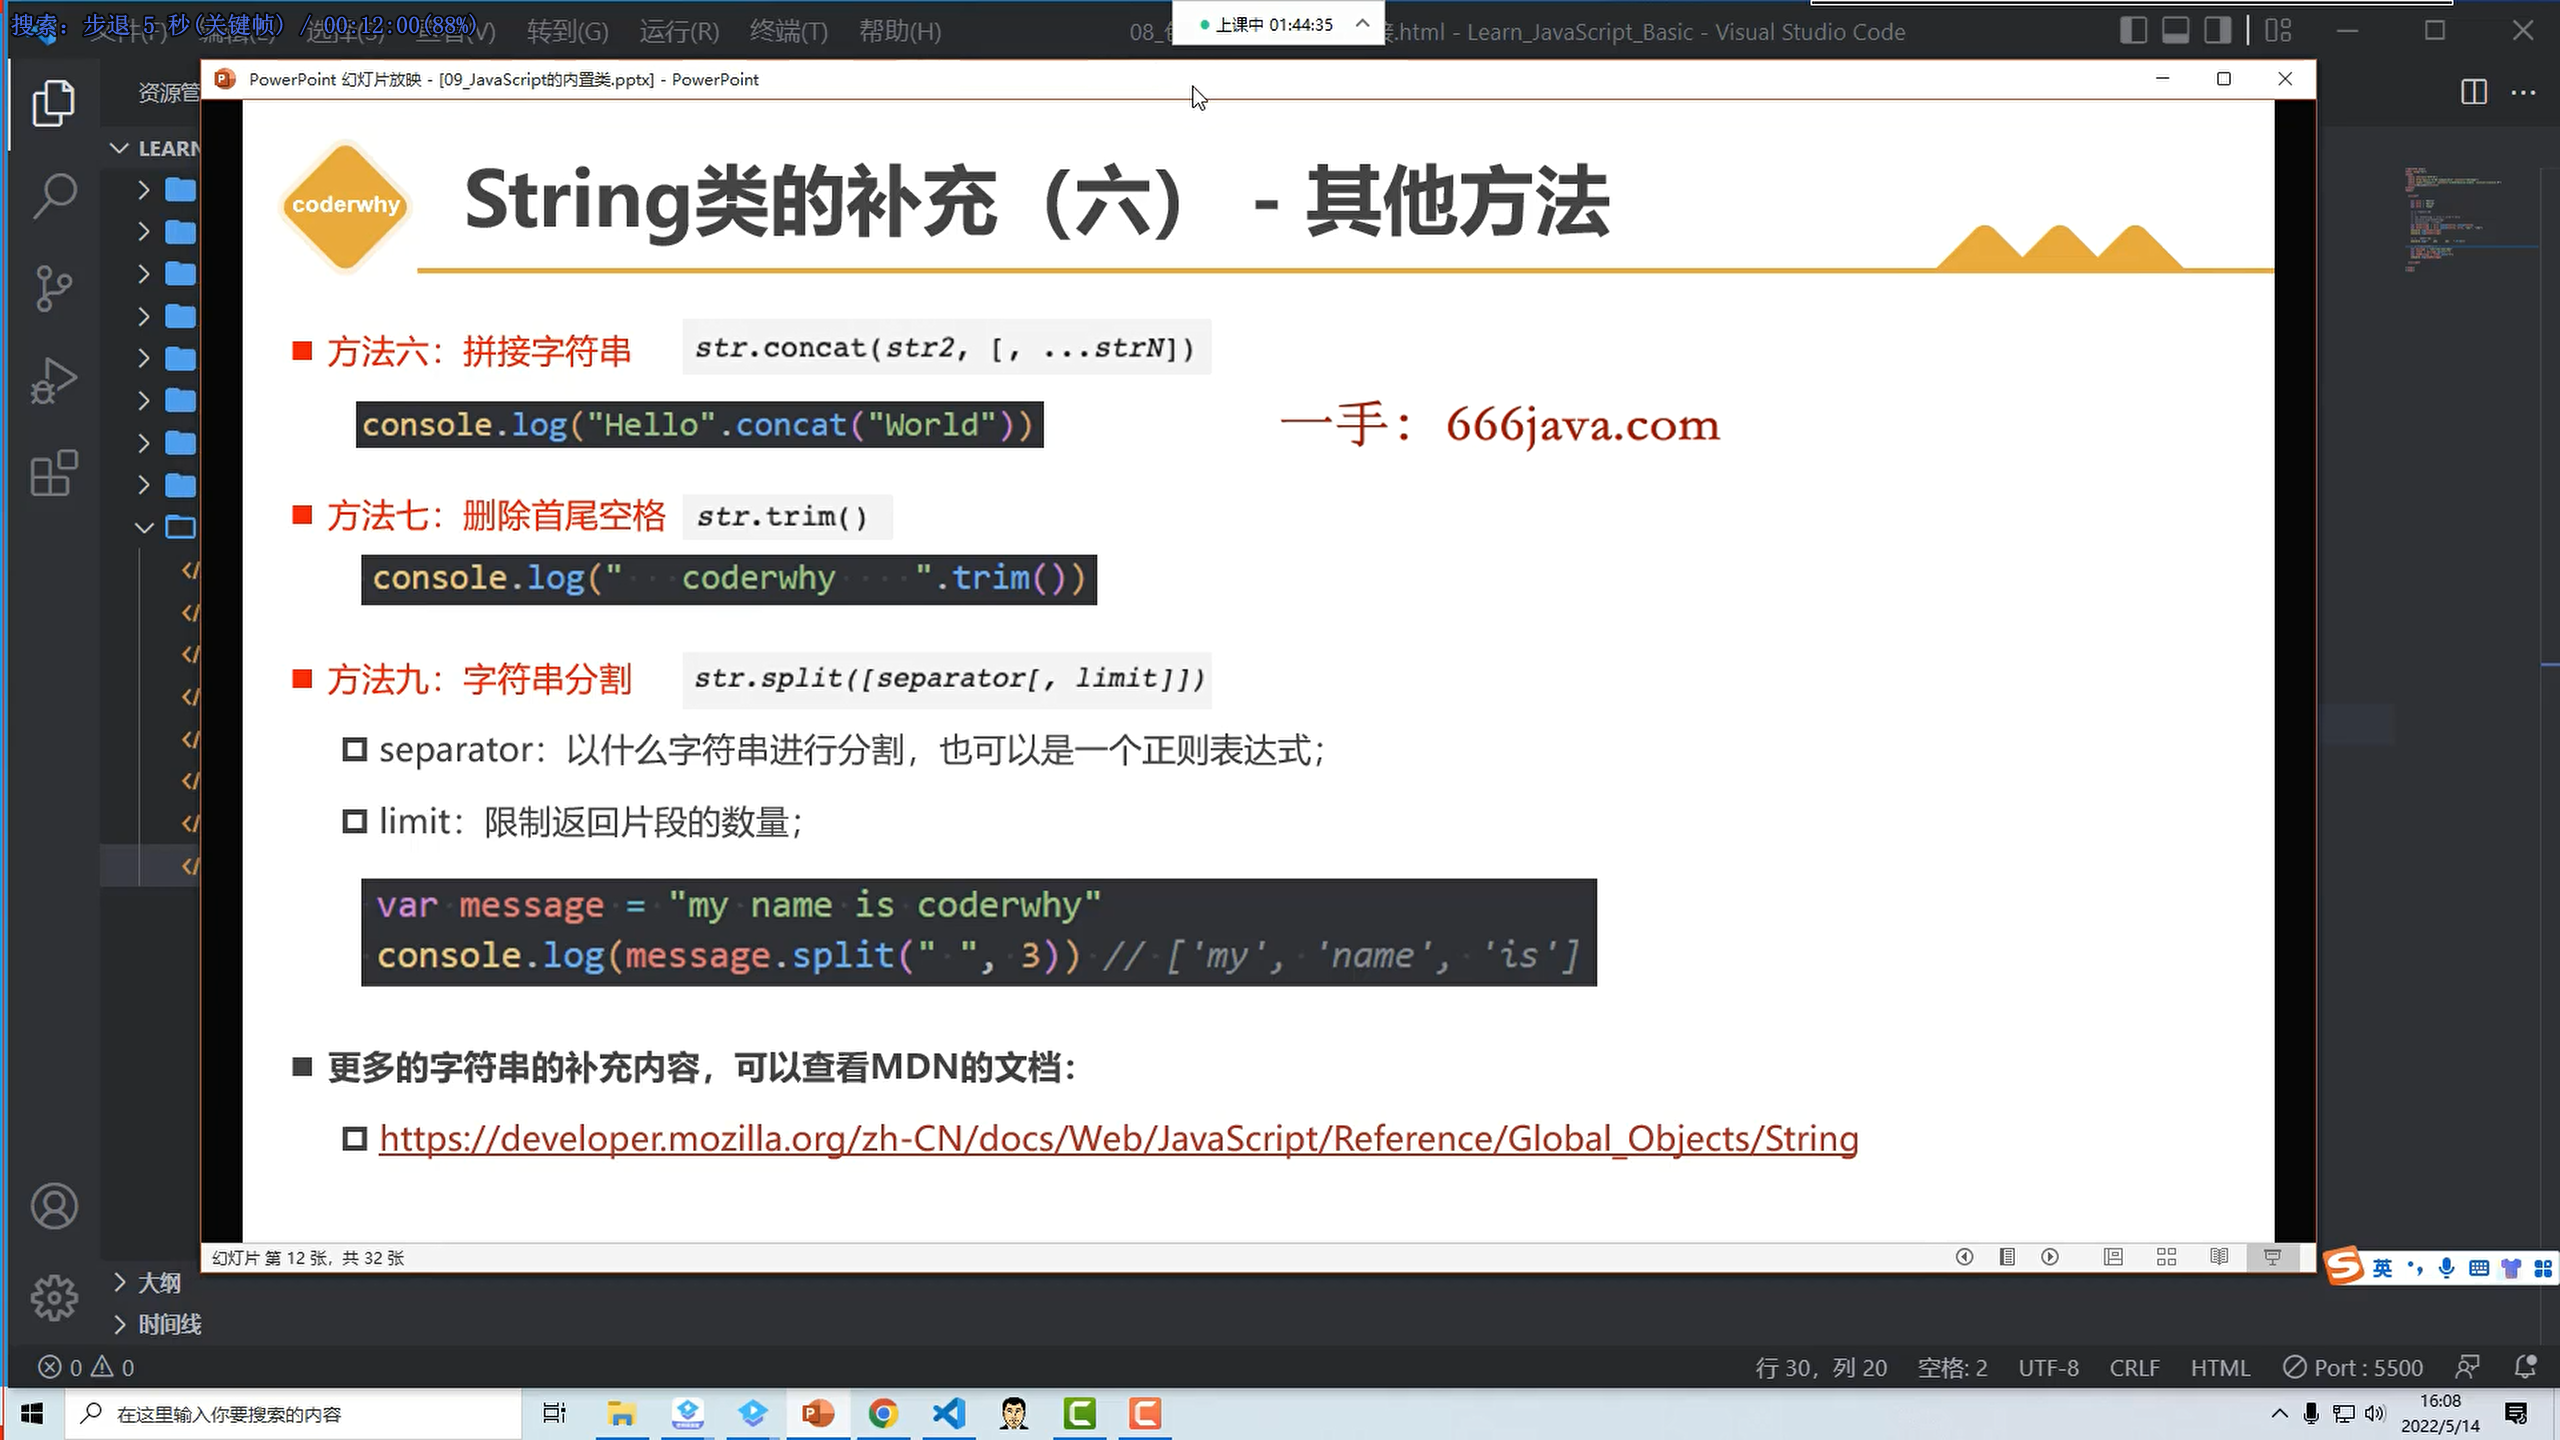 搜索: 步退 5 秒(关键帧) / 00:12:00(88%)
转到(G) 运行(R) 终端(T) 帮助(H)
上课中 01:44:35
.html - Learn_JavaScript_Basic - Visual Studio Code
资源管
LEARN
PowerPoint 幻灯片放映 - [09_JavaScript的内置类.pptx] - PowerPoint
coderwhy
String类的补充（六） - 其他方法
方法六：拼接字符串 str.concat(str2, [, ...strN])
console.log("Hello".concat("World"))
一手：666java.com
方法七：删除首尾空格 str.trim()
console.log("   coderwhy    ".trim())
方法九：字符串分割 str.split([separator[, limit]])
separator：以什么字符串进行分割，也可以是一个正则表达式；
limit：限制返回片段的数量；
var message = "my name is coderwhy"
console.log(message.split(" ", 3)) // ['my', 'name', 'is']
更多的字符串的补充内容，可以查看MDN的文档：
https://developer.mozilla.org/zh-CN/docs/Web/JavaScript/Reference/Global_Objects/String
幻灯片 第 12 张，共 32 张
英
大纲
时间线
0 0 行 30，列 20 空格: 2 UTF-8 CRLF HTML Port : 5500
在这里输入你要搜索的内容
16:08
2022/5/14